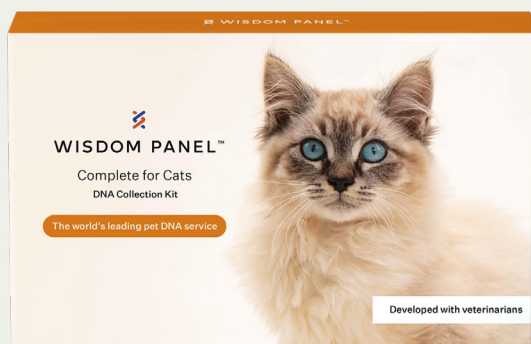 WISDOM PANEL™
WISDOM PANEL™
Complete for Cats
DNA Collection Kit
The world's leading pet DNA service
Developed with veterinarians